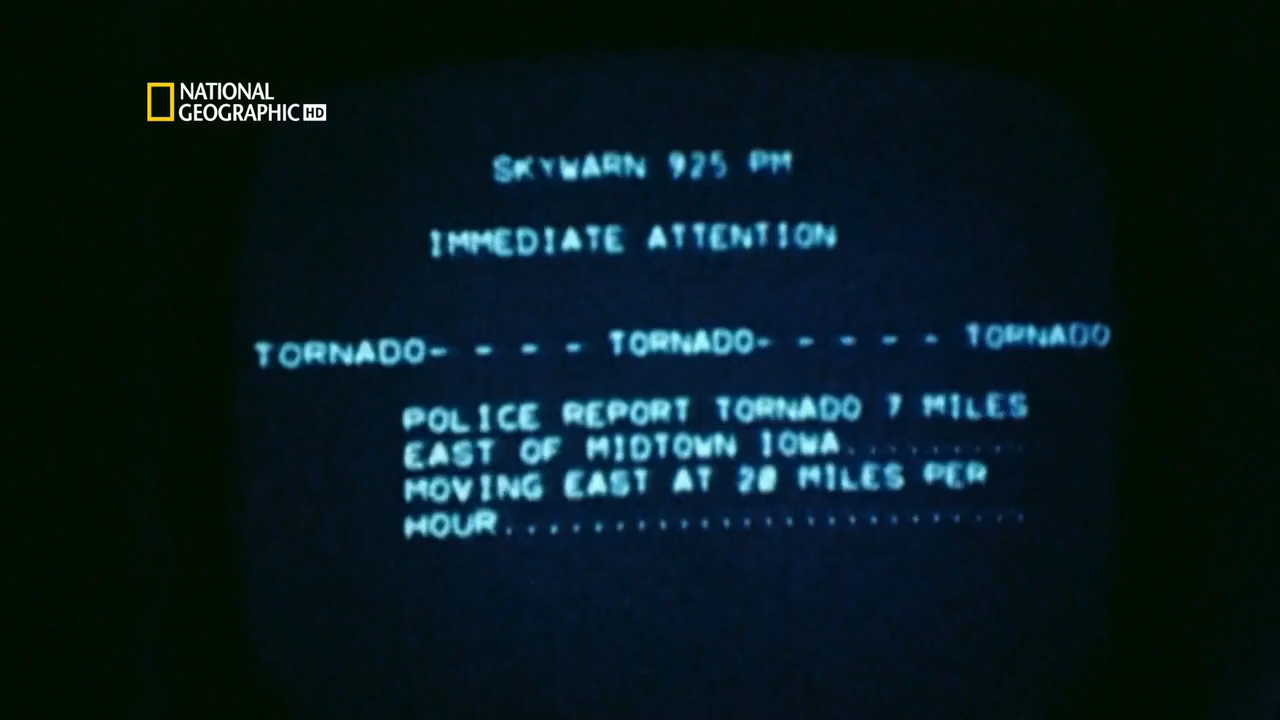 NATIONAL
GEOGRAPHIC HD
SKYWARN 925 PM
IMMEDIATE ATTENTION
TORNADO- - - - TORNADO- - - - - TORNADO
POLICE REPORT TORNADO 7 MILES
EAST OF MIDTOWN IOWA..........
MOVING EAST AT 20 MILES PER
HOUR...........................